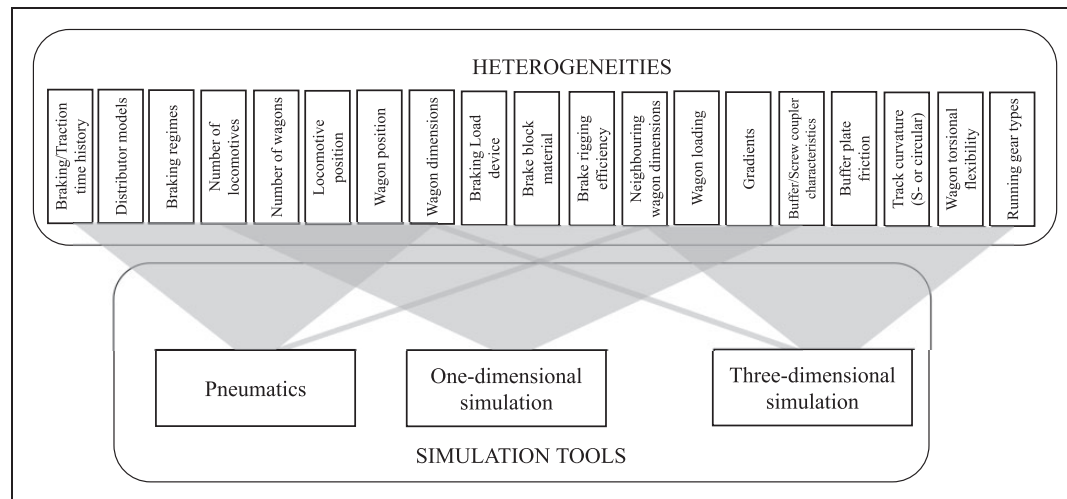 HETEROGENEITIES
Braking/Traction
time history
Distributor models
Braking regimes
Number of
locomotives
Number of wagons
Locomotive
position
Wagon position
Wagon dimensions
Braking Load
device
Brake block
material
Brake rigging
efficiency
Neighbouring
wagon dimensions
Wagon loading
Gradients
Buffer/Screw coupler
characteristics
Buffer plate
friction
Track curvature
(S- or circular)
Wagon torsional
flexibility
Running gear types
Pneumatics
One-dimensional
simulation
Three-dimensional
simulation
SIMULATION TOOLS